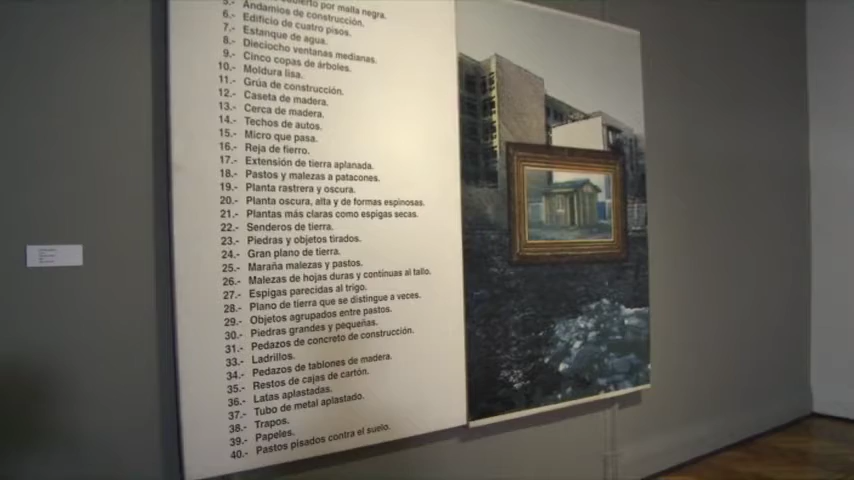 por malla negra.
5.- Andamios de construcción.
6.- Edificio de cuatro pisos.
7.- Estanque de agua.
8.- Dieciocho ventanas medianas.
9.- Cinco copas de árboles.
10.- Moldura lisa.
11.- Grúa de construcción.
12.- Caseta de madera.
13.- Cerca de madera.
14.- Techos de autos.
15.- Micro que pasa.
16.- Reja de fierro.
17.- Extensión de tierra aplanada.
18.- Pastos y malezas a patacones.
19.- Planta rastrera y oscura.
20.- Planta oscura, alta y de formas espinosas.
21.- Plantas más claras como espigas secas.
22.- Senderos de tierra.
23.- Piedras y objetos tirados.
24.- Gran plano de tierra.
25.- Maraña malezas y pastos.
26.- Malezas de hojas duras y contínuas al tallo.
27.- Espigas parecidas al trigo.
28.- Plano de tierra que se distingue a veces.
29.- Objetos agrupados entre pastos.
30.- Piedras grandes y pequeñas.
31.- Pedazos de concreto de construcción.
33.- Ladrillos.
34.- Pedazos de tablones de madera.
35.- Restos de cajas de cartón.
36.- Latas aplastadas.
37.- Tubo de metal aplastado.
38.- Trapos.
39.- Papeles.
40.- Pastos pisados contra el suelo.